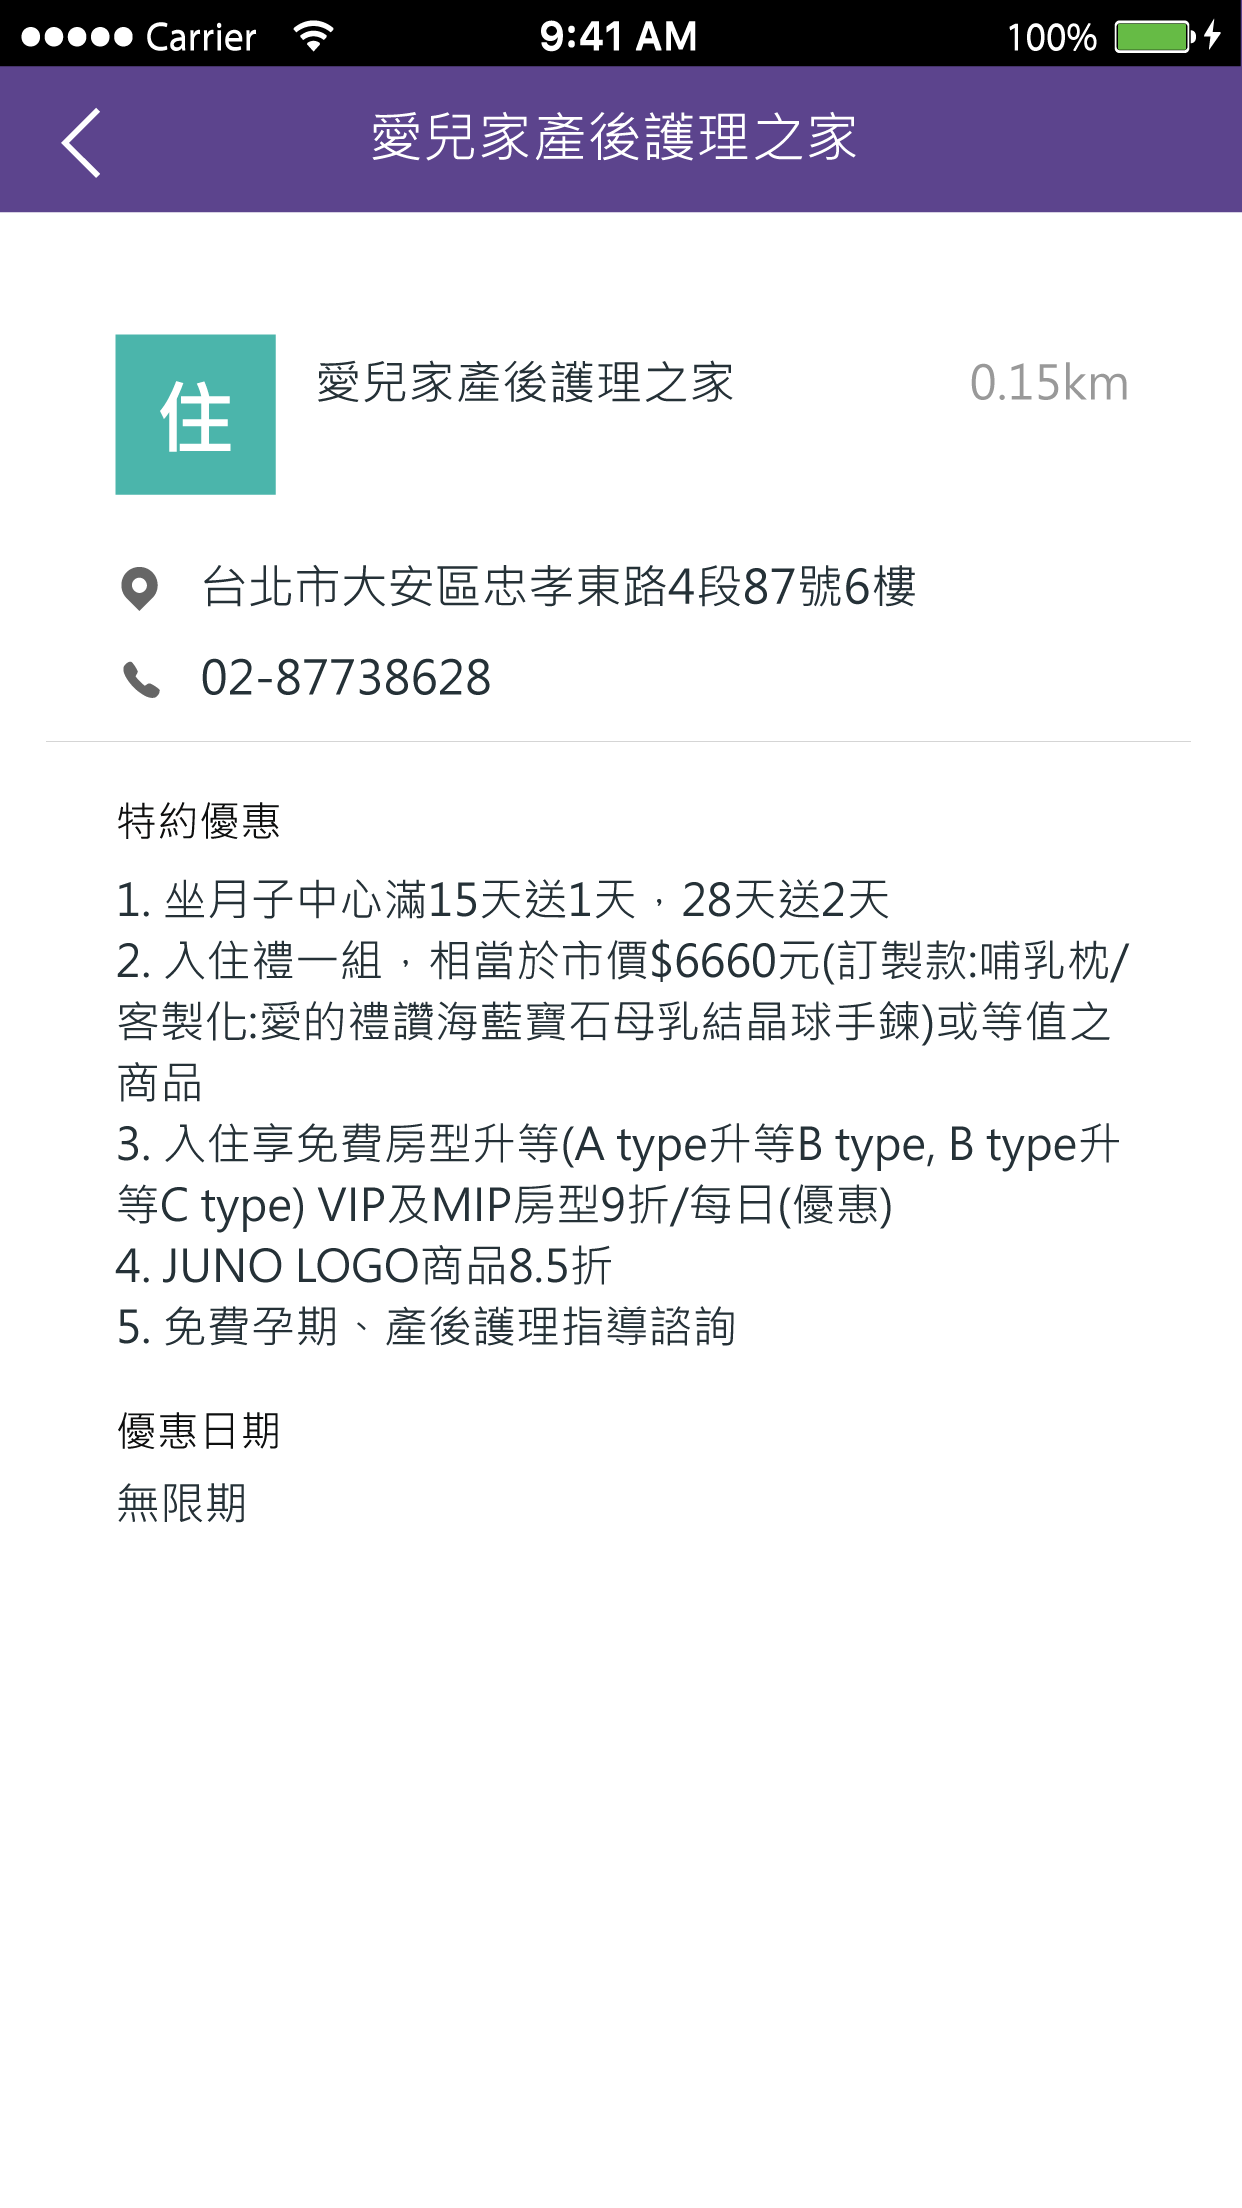 Carrier 9:41 AM 100%
愛兒家產後護理之家
住
愛兒家產後護理之家 0.15km
台北市大安區忠孝東路4段87號6樓
02-87738628
特約優惠
1. 坐月子中心滿15天送1天，28天送2天
2. 入住禮一組，相當於市價$6660元(訂製款:哺乳枕/
客製化:愛的禮讚海藍寶石母乳結晶球手鍊)或等值之
商品
3. 入住享免費房型升等(A type升等B type, B type升
等C type) VIP及MIP房型9折/每日(優惠)
4. JUNO LOGO商品8.5折
5. 免費孕期、產後護理指導諮詢
優惠日期
無限期